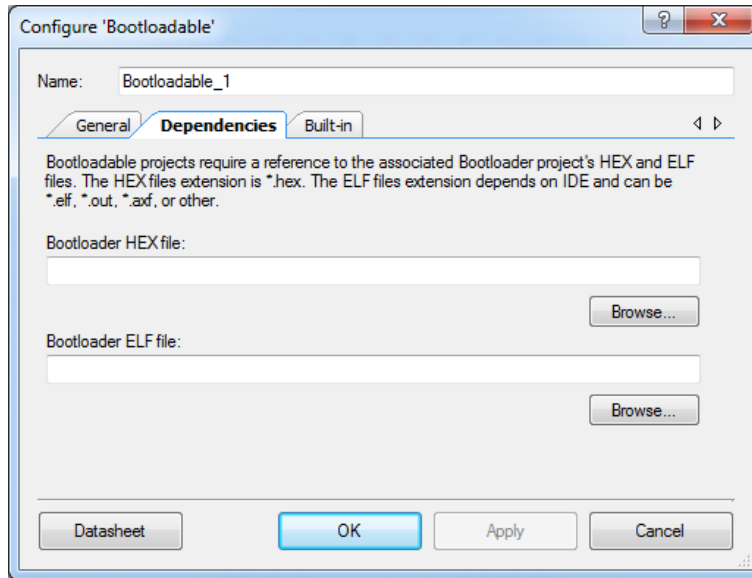 Configure 'Bootloadable'
Name: Bootloadable_1
General Dependencies Built-in
Bootloadable projects require a reference to the associated Bootloader project's HEX and ELF
files. The HEX files extension is *.hex. The ELF files extension depends on IDE and can be
*.elf, *.out, *.axf, or other.
Bootloader HEX file:
Browse...
Bootloader ELF file:
Browse...
Datasheet OK Apply Cancel